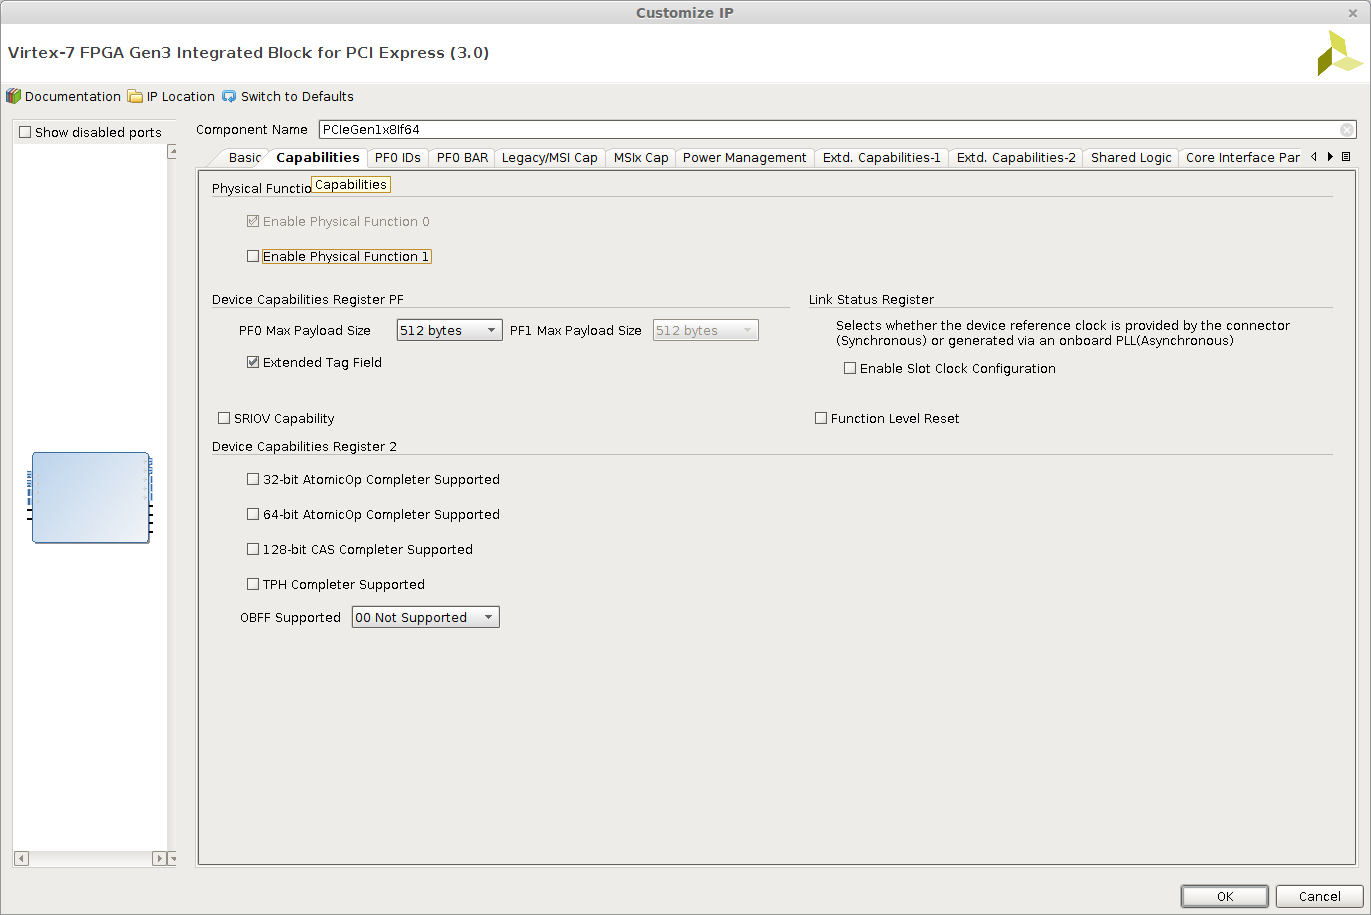 Customize IP
Virtex-7 FPGA Gen3 Integrated Block for PCI Express (3.0)
Documentation IP Location Switch to Defaults
Show disabled ports
Component Name PCIeGen1x8If64
Basic Capabilities PF0 IDs PF0 BAR Legacy/MSI Cap MSIx Cap Power Management Extd. Capabilities-1 Extd. Capabilities-2 Shared Logic Core Interface Par
Physical Functio
Capabilities
Enable Physical Function 0
Enable Physical Function 1
Device Capabilities Register PF
PF0 Max Payload Size 512 bytes PF1 Max Payload Size 512 bytes
Extended Tag Field
Link Status Register
Selects whether the device reference clock is provided by the connector
(Synchronous) or generated via an onboard PLL(Asynchronous)
Enable Slot Clock Configuration
SRIOV Capability
Function Level Reset
Device Capabilities Register 2
32-bit AtomicOp Completer Supported
64-bit AtomicOp Completer Supported
128-bit CAS Completer Supported
TPH Completer Supported
OBFF Supported 00 Not Supported
OK Cancel